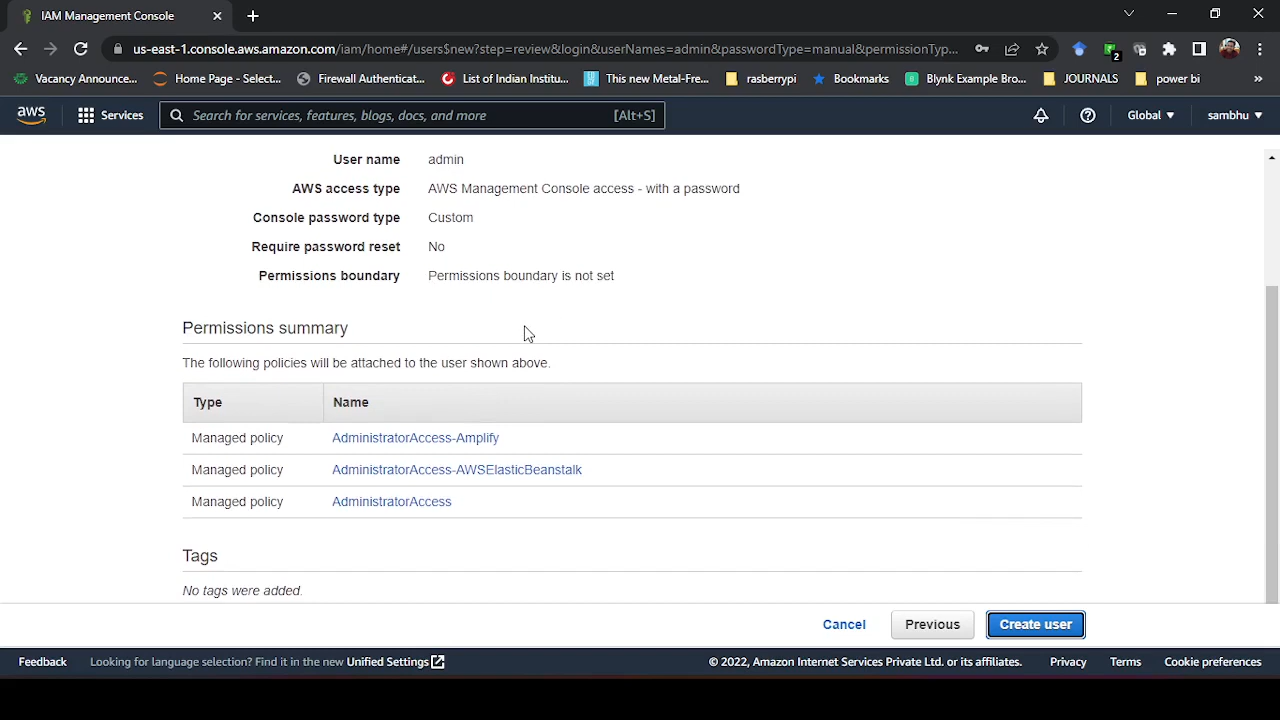 IAM Management Console
us-east-1.console.aws.amazon.com/iam/home#/users$new?step=review&login&userNames=admin&passwordType=manual&permissionTyp...
2
Vacancy Announce...
Home Page - Select...
Firewall Authenticat...
List of Indian Institu...
This new Metal-Fre...
rasberrypi
Bookmarks
Blynk Example Bro...
JOURNALS
power bi
»
aws
Services
Search for services, features, blogs, docs, and more
[Alt+S]
Global
sambhu
User name admin
AWS access type AWS Management Console access - with a password
Console password type Custom
Require password reset No
Permissions boundary Permissions boundary is not set
Permissions summary
The following policies will be attached to the user shown above.
Type Name
Managed policy AdministratorAccess-Amplify
Managed policy AdministratorAccess-AWSElasticBeanstalk
Managed policy AdministratorAccess
Tags
No tags were added.
Cancel
Previous
Create user
Feedback
Looking for language selection? Find it in the new Unified Settings
© 2022, Amazon Internet Services Private Ltd. or its affiliates.
Privacy
Terms
Cookie preferences